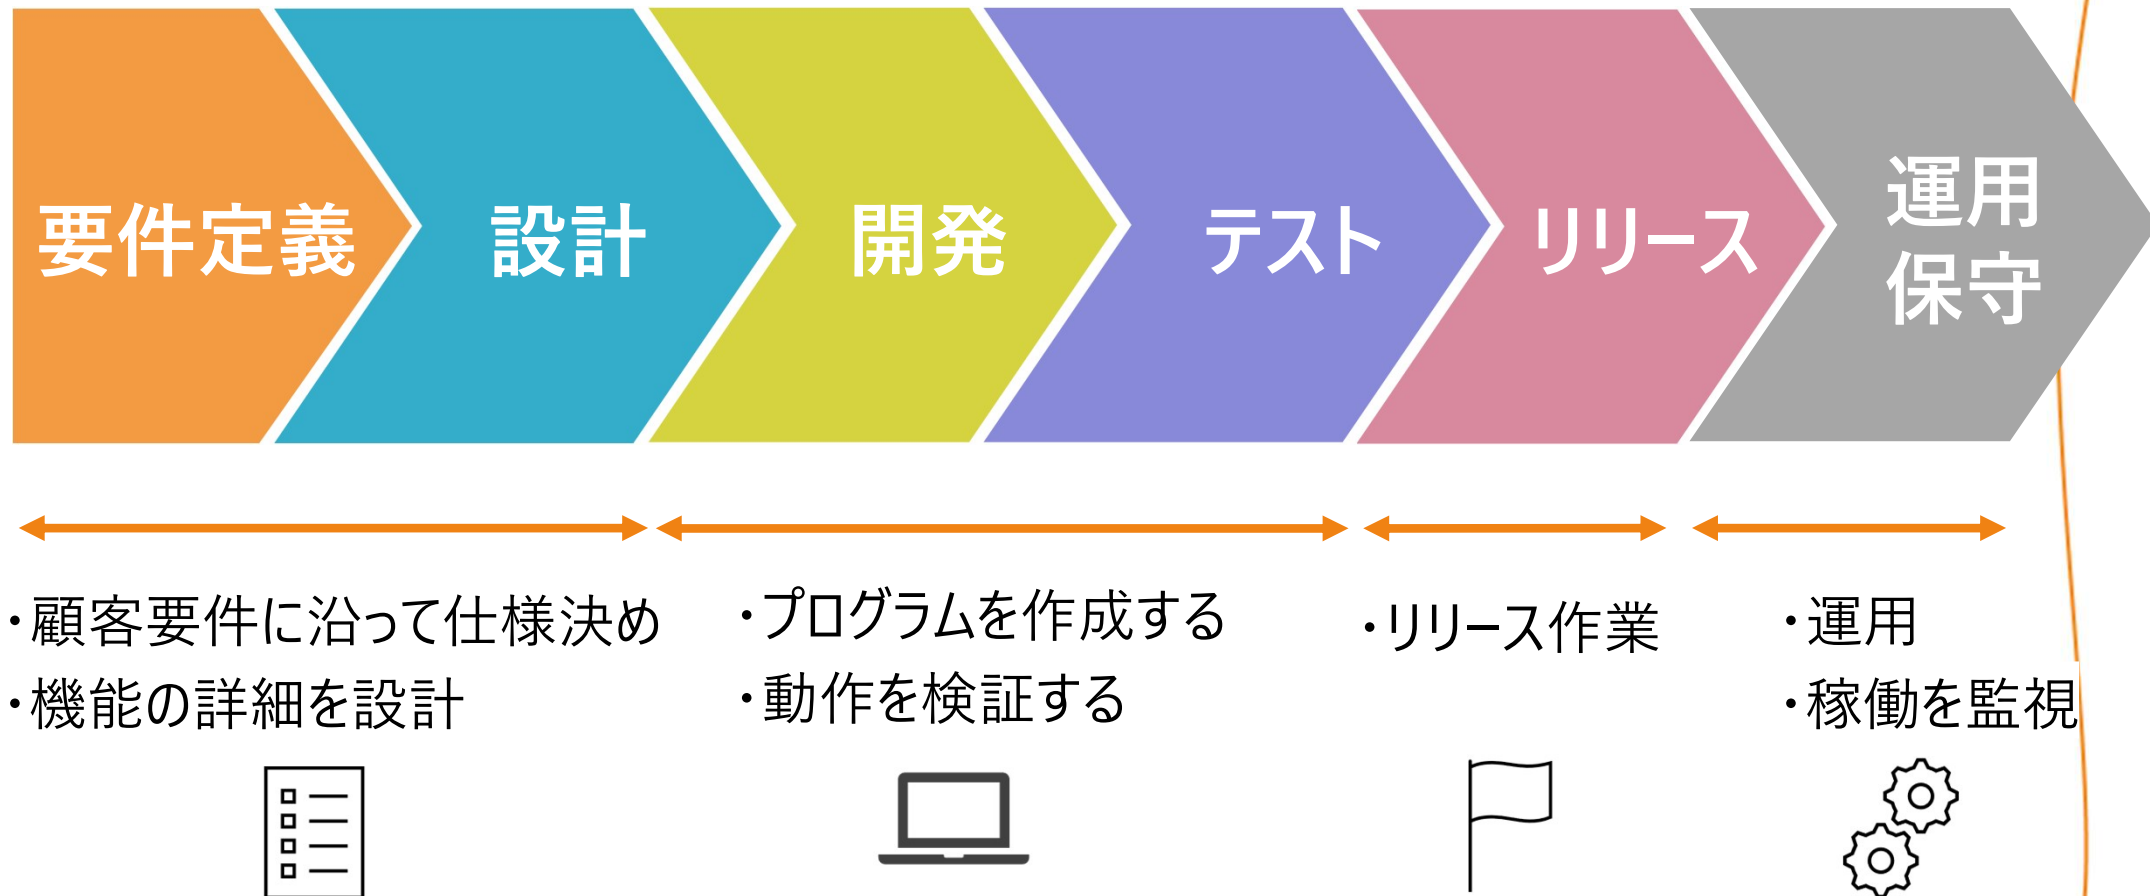 要件定義
設計
開発
テスト
リリース
運用
保守
・顧客要件に沿って仕様決め
・機能の詳細を設計
・プログラムを作成する
・動作を検証する
・リリース作業
・運用
・稼働を監視